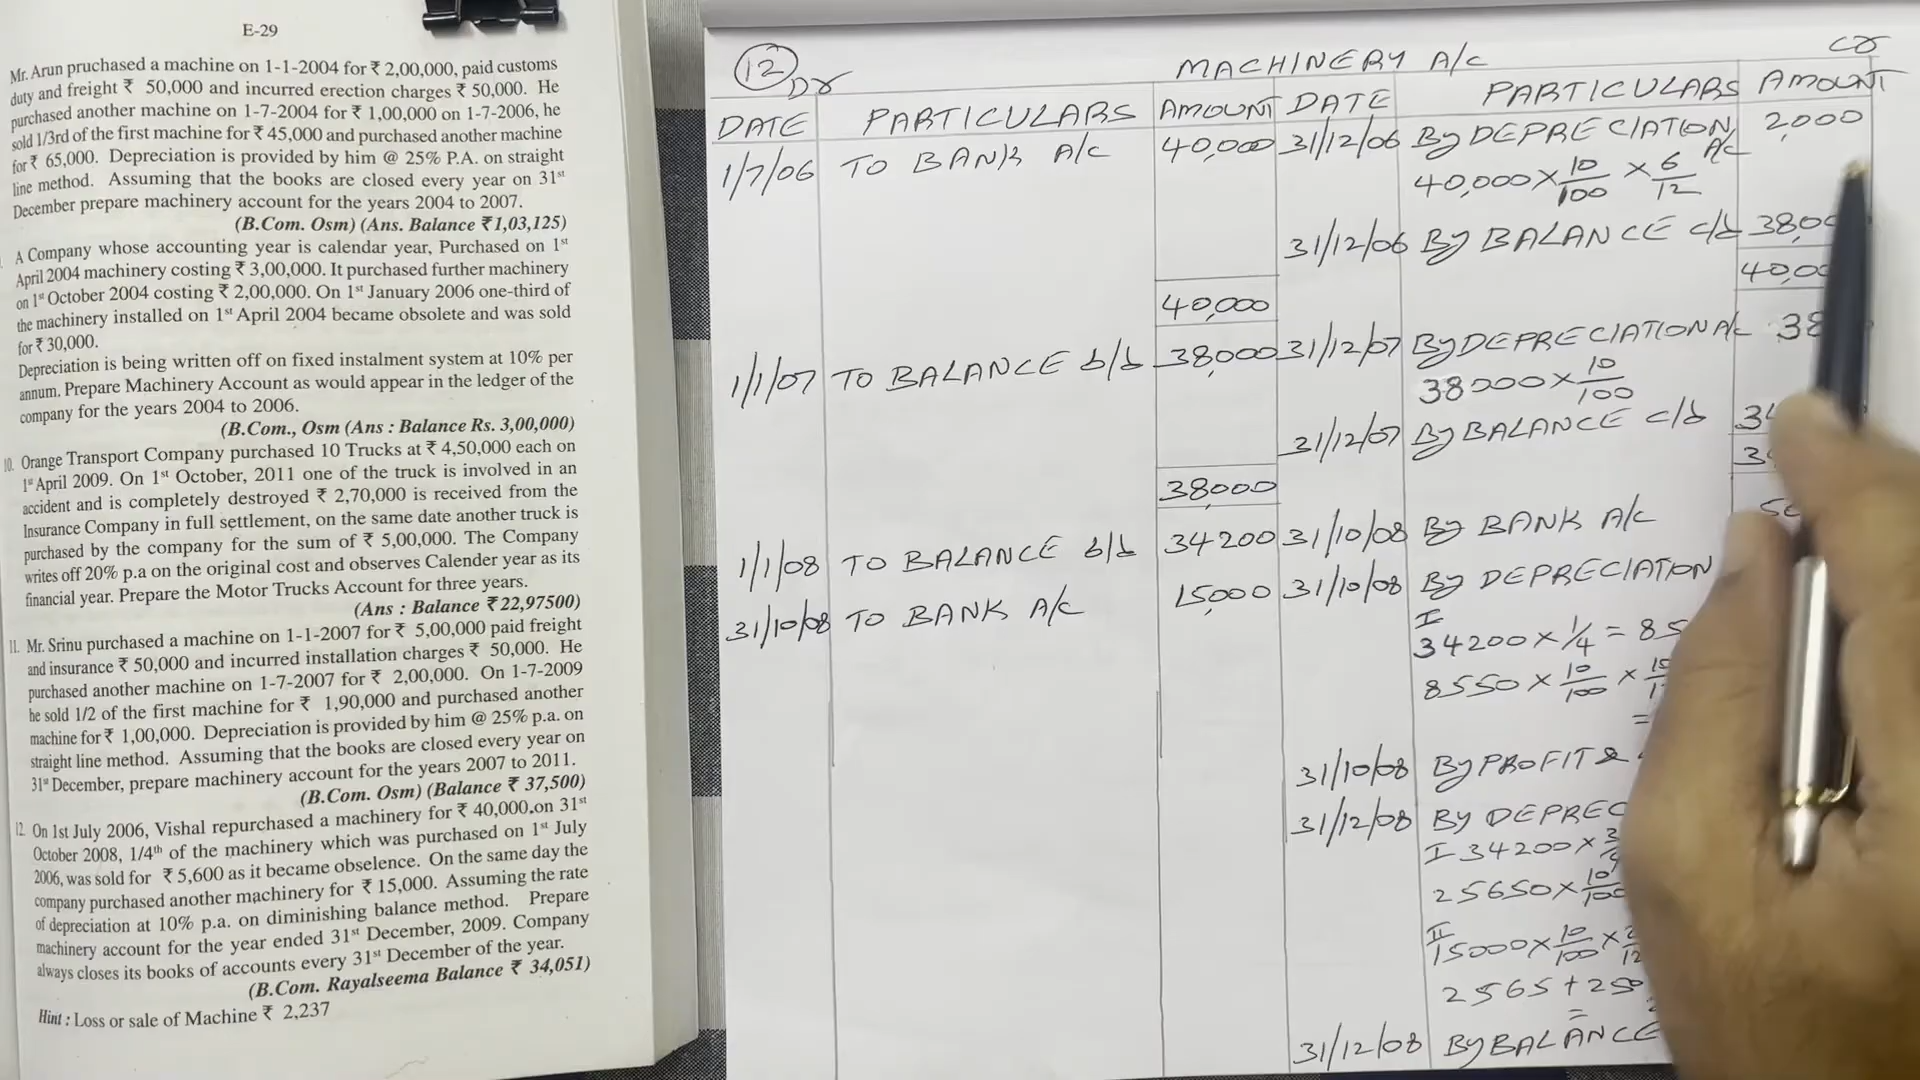 E-29
Mr. Arun pruchased a machine on 1-1-2004 for ₹ 2,00,000, paid customs
duty and freight ₹ 50,000 and incurred erection charges ₹ 50,000. He
purchased another machine on 1-7-2004 for ₹ 1,00,000 on 1-7-2006, he
sold 1/3rd of the first machine for ₹ 45,000 and purchased another machine
for ₹ 65,000. Depreciation is provided by him @ 25% P.A. on straight
line method. Assuming that the books are closed every year on 31st
December prepare machinery account for the years 2004 to 2007.
(B.Com. Osm) (Ans. Balance ₹1,03,125)
A Company whose accounting year is calendar year, Purchased on 1st
April 2004 machinery costing ₹ 3,00,000. It purchased further machinery
on 1st October 2004 costing ₹ 2,00,000. On 1st January 2006 one-third of
the machinery installed on 1st April 2004 became obsolete and was sold
for ₹ 30,000.
Depreciation is being written off on fixed instalment system at 10% per
annum. Prepare Machinery Account as would appear in the ledger of the
company for the years 2004 to 2006.
(B.Com., Osm (Ans : Balance Rs. 3,00,000)
10. Orange Transport Company purchased 10 Trucks at ₹ 4,50,000 each on
1st April 2009. On 1st October, 2011 one of the truck is involved in an
accident and is completely destroyed ₹ 2,70,000 is received from the
Insurance Company in full settlement, on the same date another truck is
purchased by the company for the sum of ₹ 5,00,000. The Company
writes off 20% p.a on the original cost and observes Calender year as its
financial year. Prepare the Motor Trucks Account for three years.
(Ans : Balance ₹22,97500)
11. Mr. Srinu purchased a machine on 1-1-2007 for ₹ 5,00,000 paid freight
and insurance ₹ 50,000 and incurred installation charges ₹ 50,000. He
purchased another machine on 1-7-2007 for ₹ 2,00,000. On 1-7-2009
he sold 1/2 of the first machine for ₹ 1,90,000 and purchased another
machine for ₹ 1,00,000. Depreciation is provided by him @ 25% p.a. on
straight line method. Assuming that the books are closed every year on
31st December, prepare machinery account for the years 2007 to 2011.
(B.Com. Osm) (Balance ₹ 37,500)
12. On 1st July 2006, Vishal repurchased a machinery for ₹ 40,000.on 31st
October 2008, 1/4th of the machinery which was purchased on 1st July
2006, was sold for ₹ 5,600 as it became obselence. On the same day the
company purchased another machinery for ₹ 15,000. Assuming the rate
of depreciation at 10% p.a. on diminishing balance method. Prepare
machinery account for the year ended 31st December, 2009. Company
always closes its books of accounts every 31st December of the year.
(B.Com. Rayalseema Balance ₹ 34,051)
Hint : Loss or sale of Machine ₹ 2,237
12 Dr MACHINERY A/c Cr
DATE PARTICULARS AMOUNT DATE PARTICULARS AMOUNT
1/7/06 TO BANK A/c 40,000 31/12/06 By DEPRECIATION A/c 2,000
40,000 × 10/100 × 6/12
31/12/06 By BALANCE c/d
40,000
1/1/07 TO BALANCE b/d 38,000 31/12/07 By DEPRECIATION A/c
38000 × 10/100
31/12/07 By BALANCE c/d
38000
1/1/08 TO BALANCE b/d 34200 31/10/08 By BANK A/c
31/10/08 TO BANK A/c 15,000 31/10/08 By DEPRECIATION
I
34200 × 1/4 =
8550 × 10/100 ×
=
31/10/08 By PROFIT &
31/12/08 By
I 34200 ×
25650 × 10/100
II
15000 × 10/100 ×
2565 + 250
=
31/12/08 By BALANCE